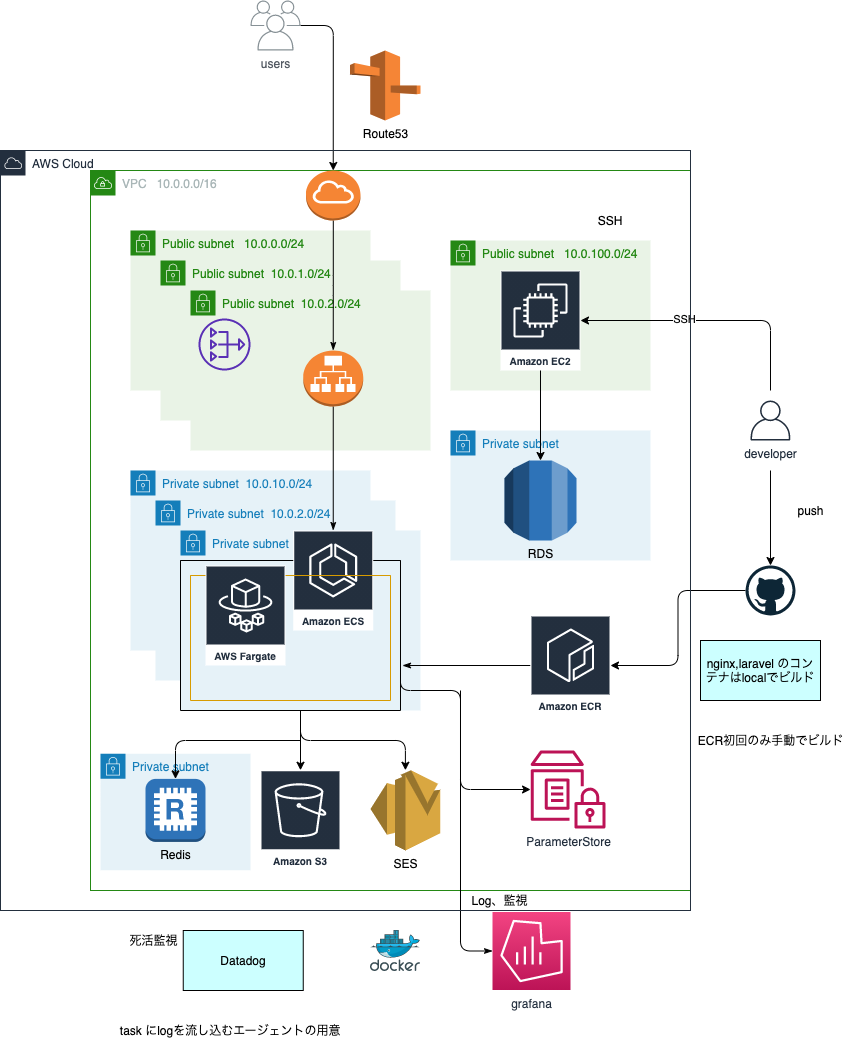 users
Route53
AWS Cloud
VPC 10.0.0.0/16
SSH
Public subnet 10.0.0.0/24
Public subnet 10.0.100.0/24
Public subnet 10.0.1.0/24
Public subnet 10.0.2.0/24
SSH
Amazon EC2
Private subnet
developer
Private subnet 10.0.10.0/24
Private subnet 10.0.2.0/24
push
Private subnet
RDS
Amazon ECS
AWS Fargate
nginx,laravel のコン
テナはlocalでビルド
Amazon ECR
ECR初回のみ手動でビルド
Private subnet
R
Redis
Amazon S3
SES
ParameterStore
Log、監視
死活監視
Datadog
docker
grafana
task にlogを流し込むエージェントの用意